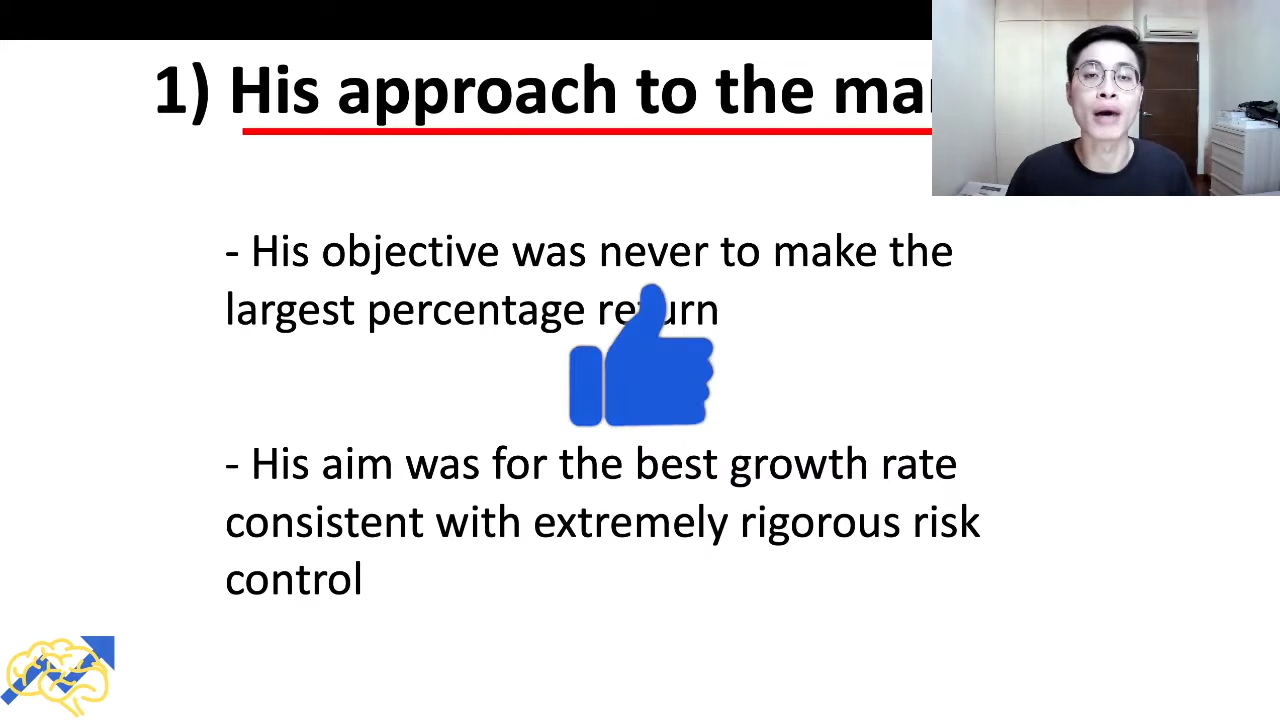 1) His approach to the
- His objective was never to make the
largest percentage return
- His aim was for the best growth rate
consistent with extremely rigorous risk
control